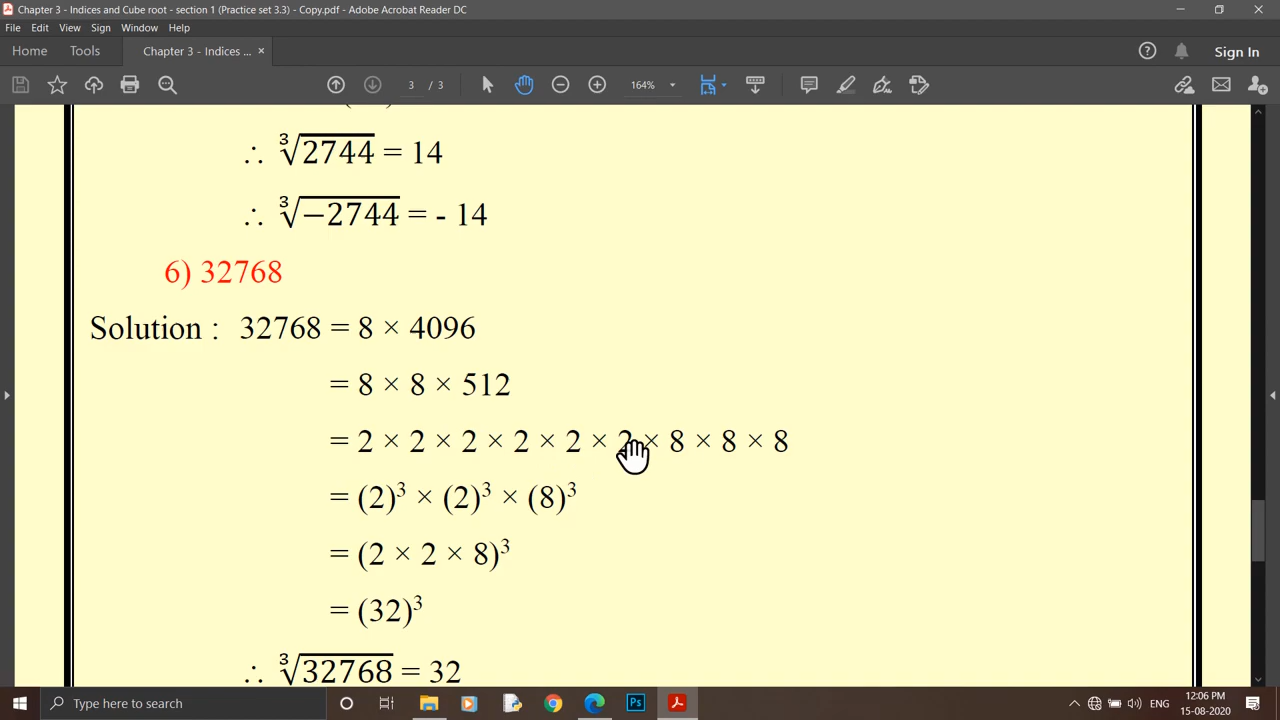 Chapter 3 - Indices and Cube root - section 1 (Practice set 3.3) - Copy.pdf - Adobe Acrobat Reader DC
File Edit View Sign Window Help
Home Tools Chapter 3 - Indices ... × Sign In
3 / 3 164%
∴ ∛2744 = 14
∴ ∛−2744 = - 14
6) 32768
Solution : 32768 = 8 × 4096
= 8 × 8 × 512
= 2 × 2 × 2 × 2 × 2 × 2 × 8 × 8 × 8
= (2)³ × (2)³ × (8)³
= (2 × 2 × 8)³
= (32)³
∴ ∛32768 = 32
Type here to search Ps ENG 12:06 PM
15-08-2020